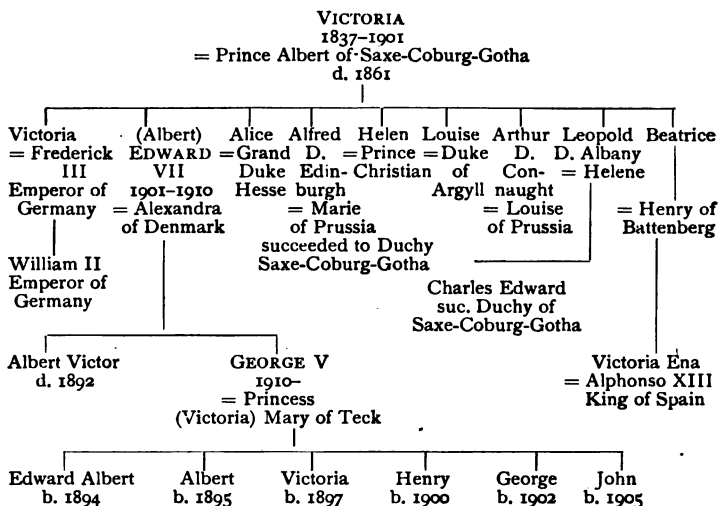 VICTORIA
1837–1901
= Prince Albert of Saxe-Coburg-Gotha
d. 1861
Victoria (Albert) Alice Alfred Helen Louise Arthur Leopold Beatrice
= Frederick EDWARD =Grand D. =Prince =Duke D. D. Albany
III VII Duke Edin- Christian of Con- = Helene
Emperor of 1901–1910 Hesse burgh Argyll naught
Germany = Alexandra = Marie = Louise = Henry of
of Denmark of Prussia of Prussia Battenberg
succeeded to Duchy
William II Saxe-Coburg-Gotha
Emperor of Charles Edward
Germany suc. Duchy of
Saxe-Coburg-Gotha
Albert Victor GEORGE V Victoria Ena
d. 1892 1910– = Alphonso XIII
= Princess King of Spain
(Victoria) Mary of Teck
Edward Albert Albert Victoria Henry George John
b. 1894 b. 1895 b. 1897 b. 1900 b. 1902 b. 1905